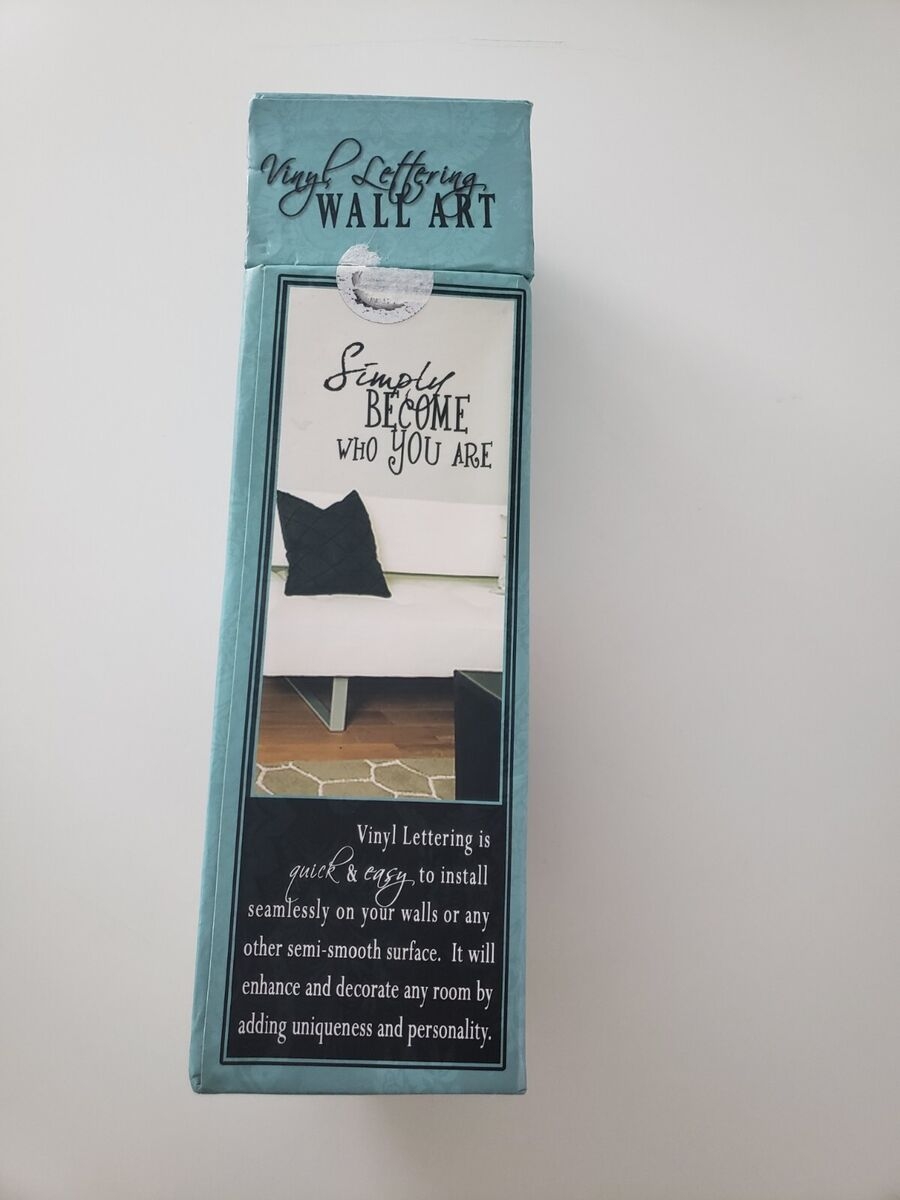 Vinyl Lettering
WALL ART
Simply
BECOME
WHO YOU ARE
Vinyl Lettering is
quick & easy to install
seamlessly on your walls or any
other semi-smooth surface. It will
enhance and decorate any room by
adding uniqueness and personality.